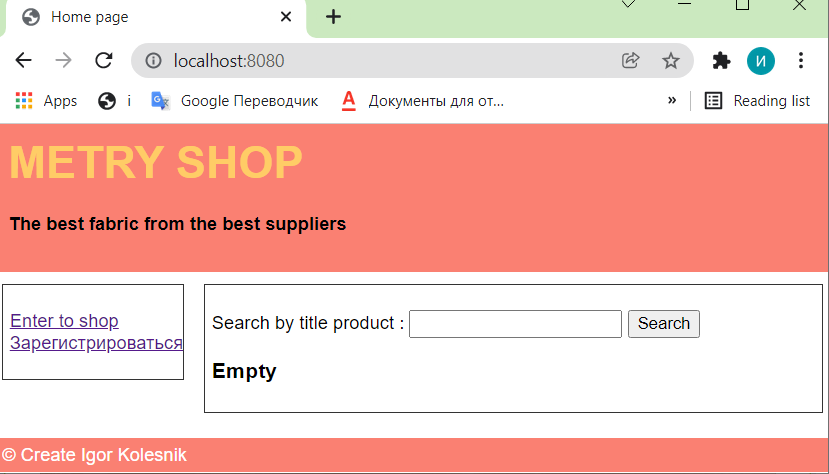 Home page
localhost:8080
И
Apps
i
Google Переводчик
А
Документы для от...
»
Reading list
METRY SHOP
The best fabric from the best suppliers
Enter to shop
Зарегистрироваться
Search by title product :
Search
Empty
© Create Igor Kolesnik